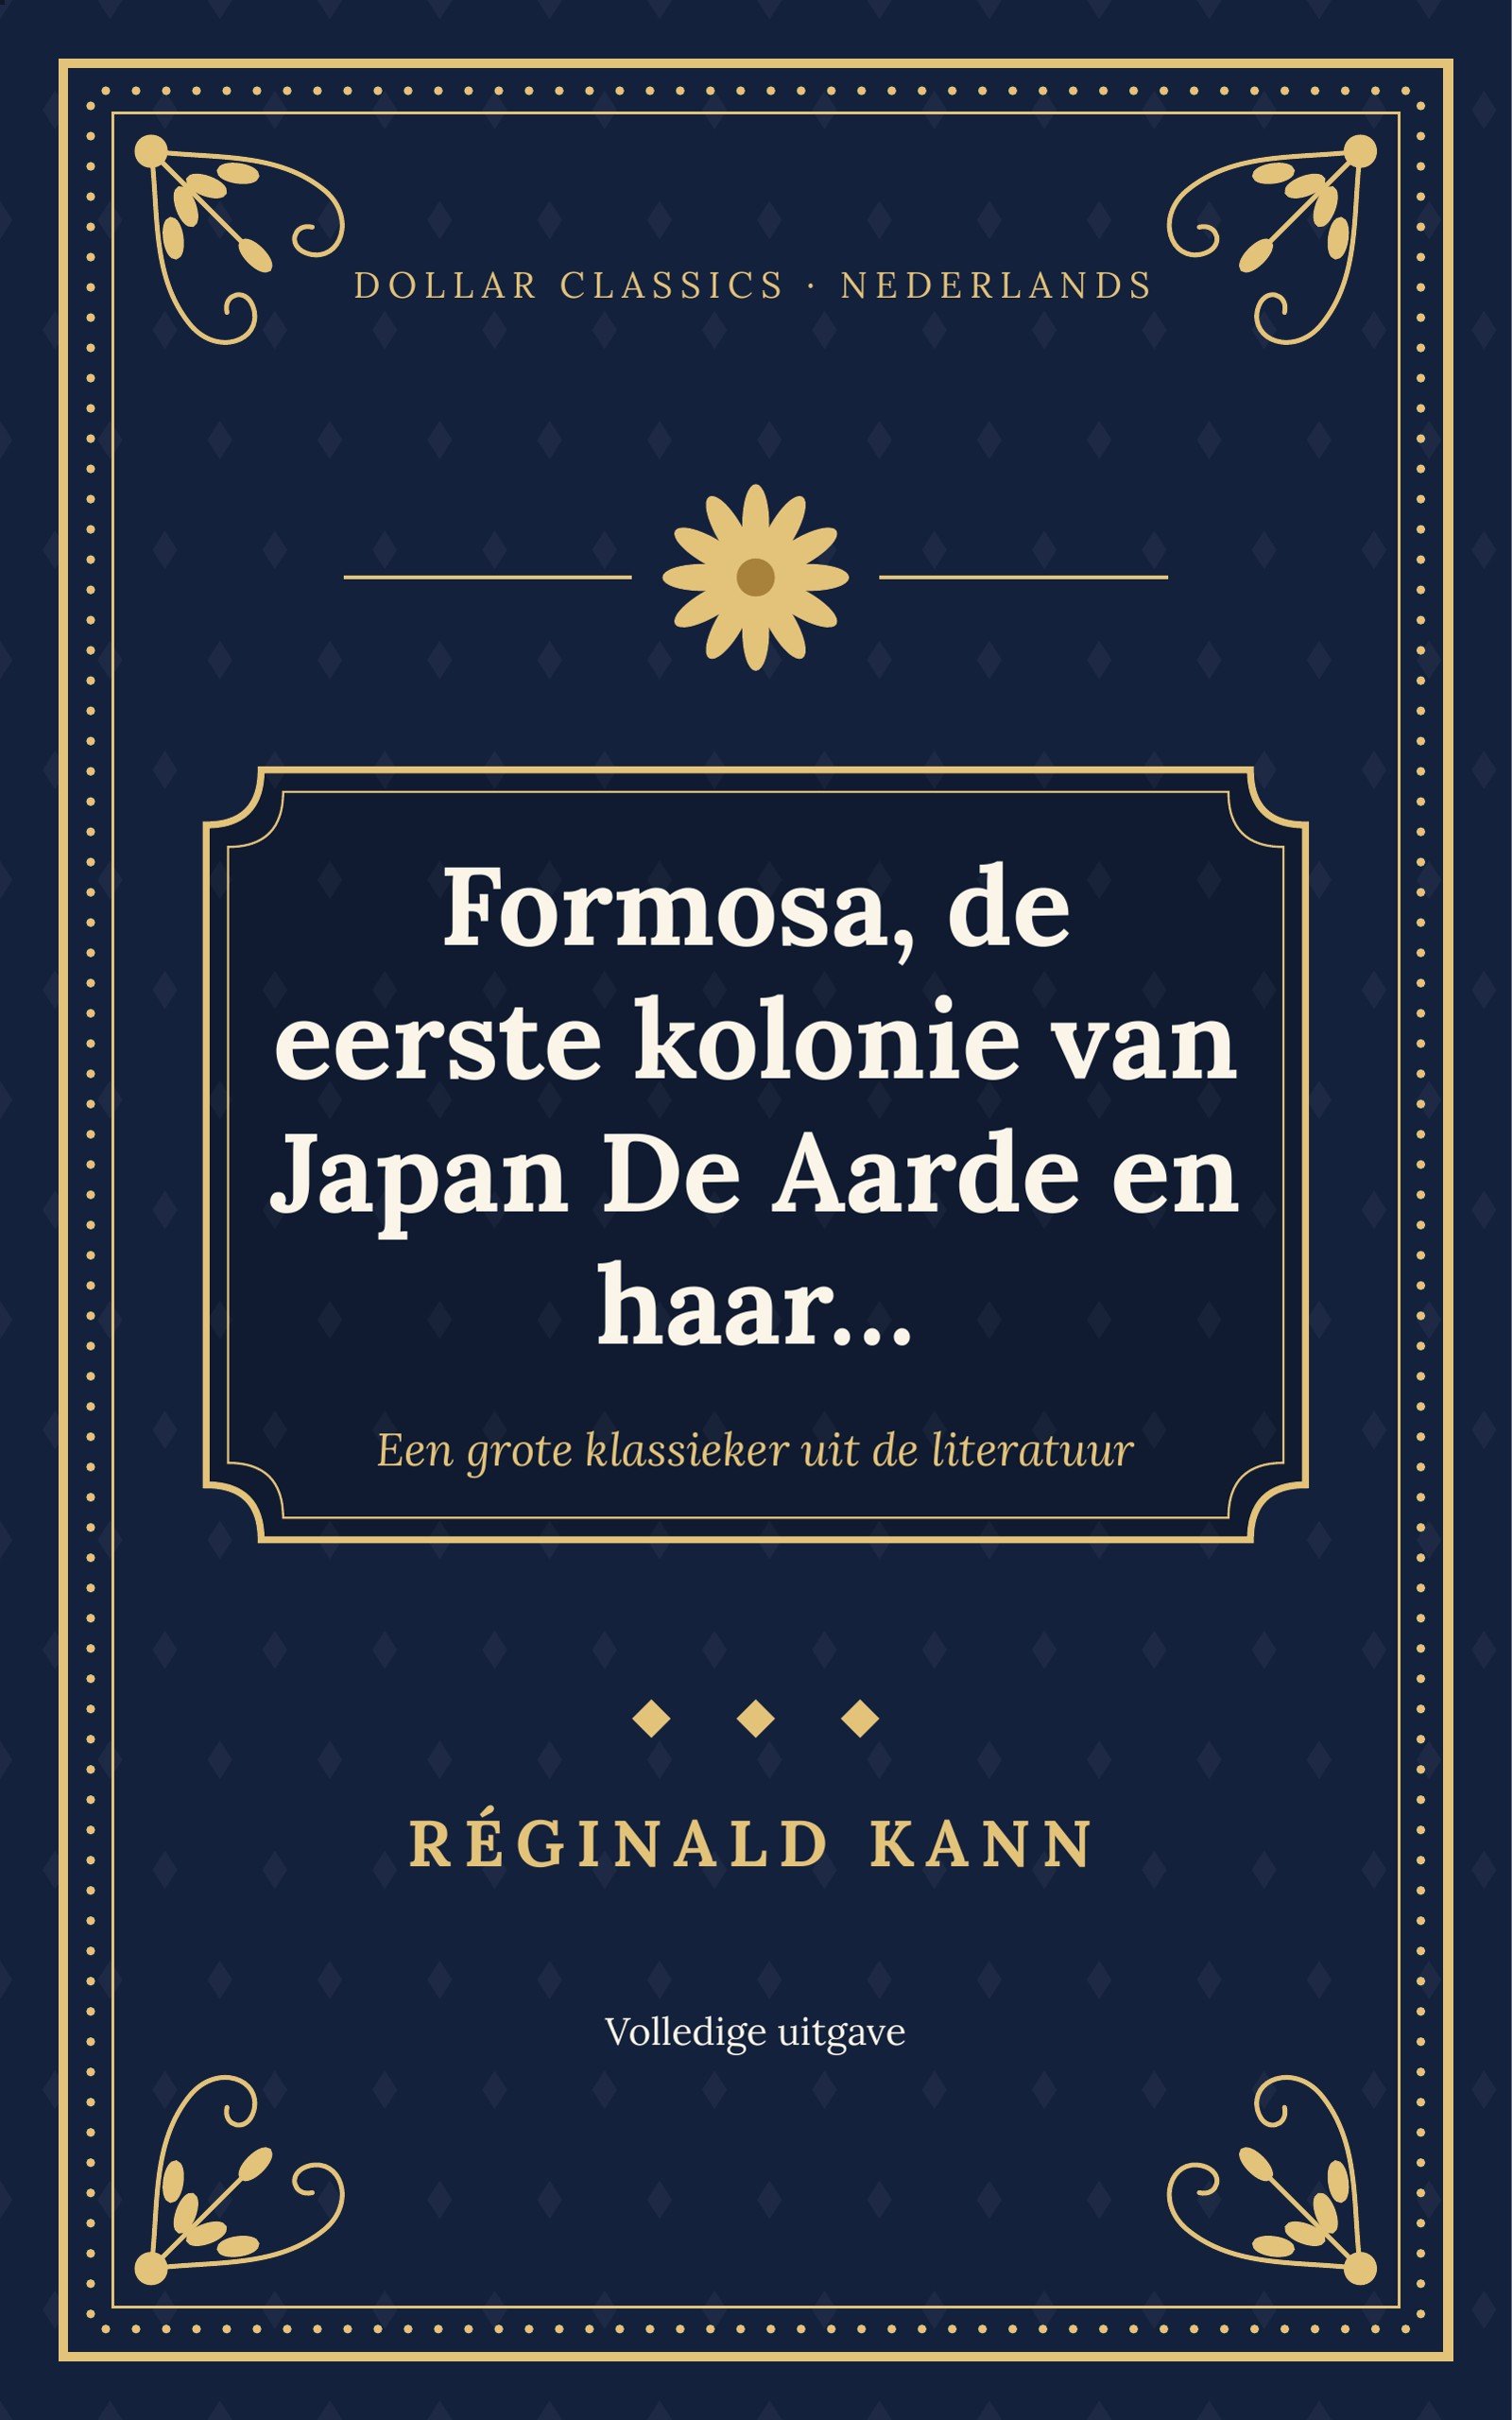 DOLLAR CLASSICS · NEDERLANDS
Formosa, de
eerste kolonie van
Japan De Aarde en
haar...
Een grote klassieker uit de literatuur
RÉGINALD KANN
Volledige uitgave